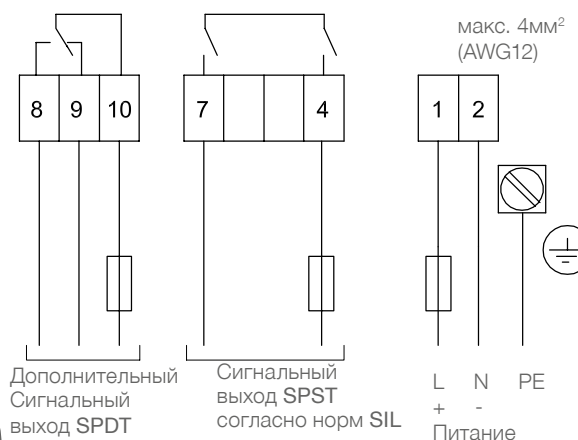 макс. 4мм²
(AWG12)
8 9 10 7 4 1 2
Дополнительный
Сигнальный
выход SPDT
Сигнальный
выход SPST
согласно норм SIL
L N PE
+ -
Питание